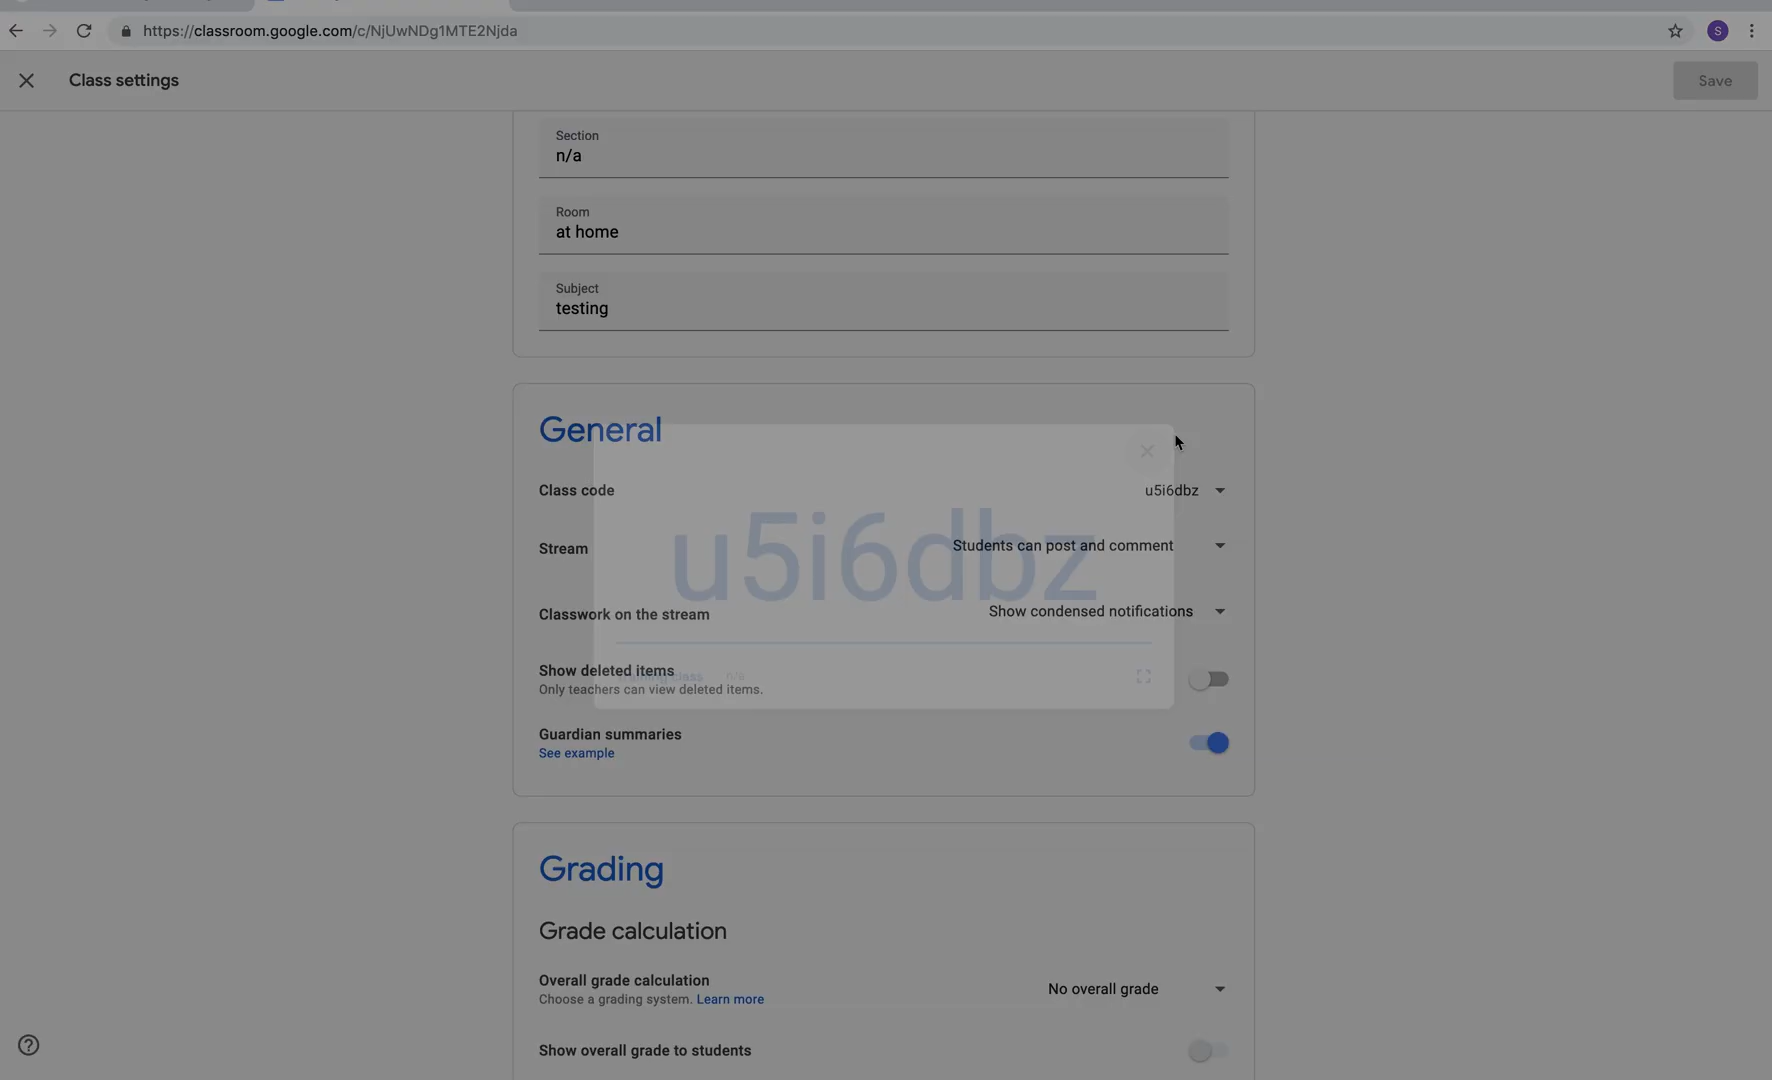 https://classroom.google.com/c/NjUwNDg1MTE2Njda
S
Class settings
Save
Section
n/a
Room
at home
Subject
testing
General
Class code
u5i6dbz
u5i6dbz
Stream
Students can post and comment
Classwork on the stream
Show condensed notifications
Show deleted items
class n/a
Only teachers can view deleted items.
Guardian summaries
See example
Grading
Grade calculation
Overall grade calculation
No overall grade
Choose a grading system. Learn more
Show overall grade to students